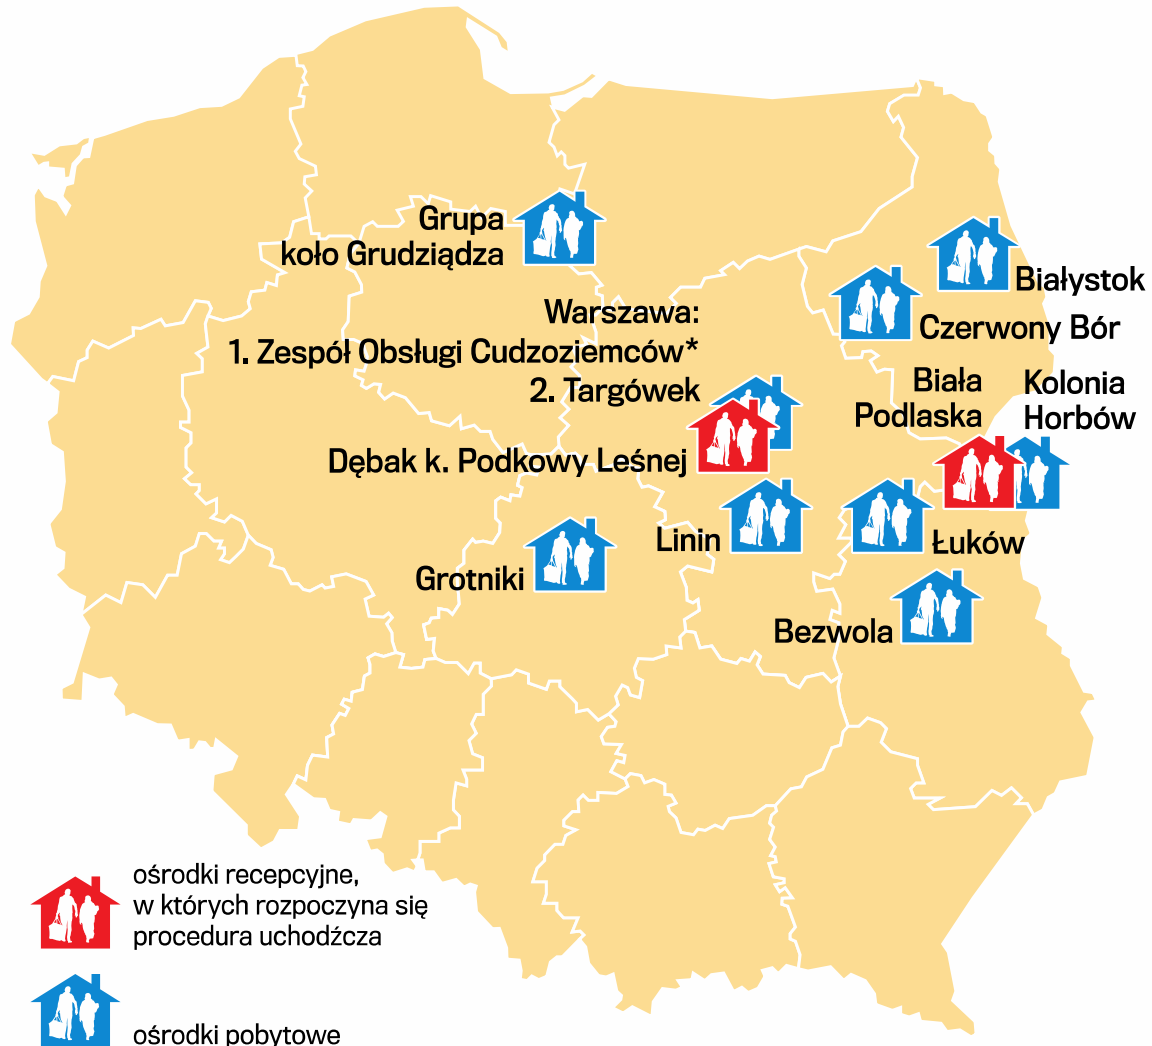 Grupa
koło Grudziądza
Białystok
Warszawa:
Czerwony Bór
1. Zespół Obsługi Cudzoziemców*
2. Targówek
Biała
Podlaska
Kolonia
Horbów
Dębak k. Podkowy Leśnej
Linin
Łuków
Grotniki
Bezwola
ośrodki recepcyjne,
w których rozpoczyna się
procedura uchodźcza
ośrodki pobytowe